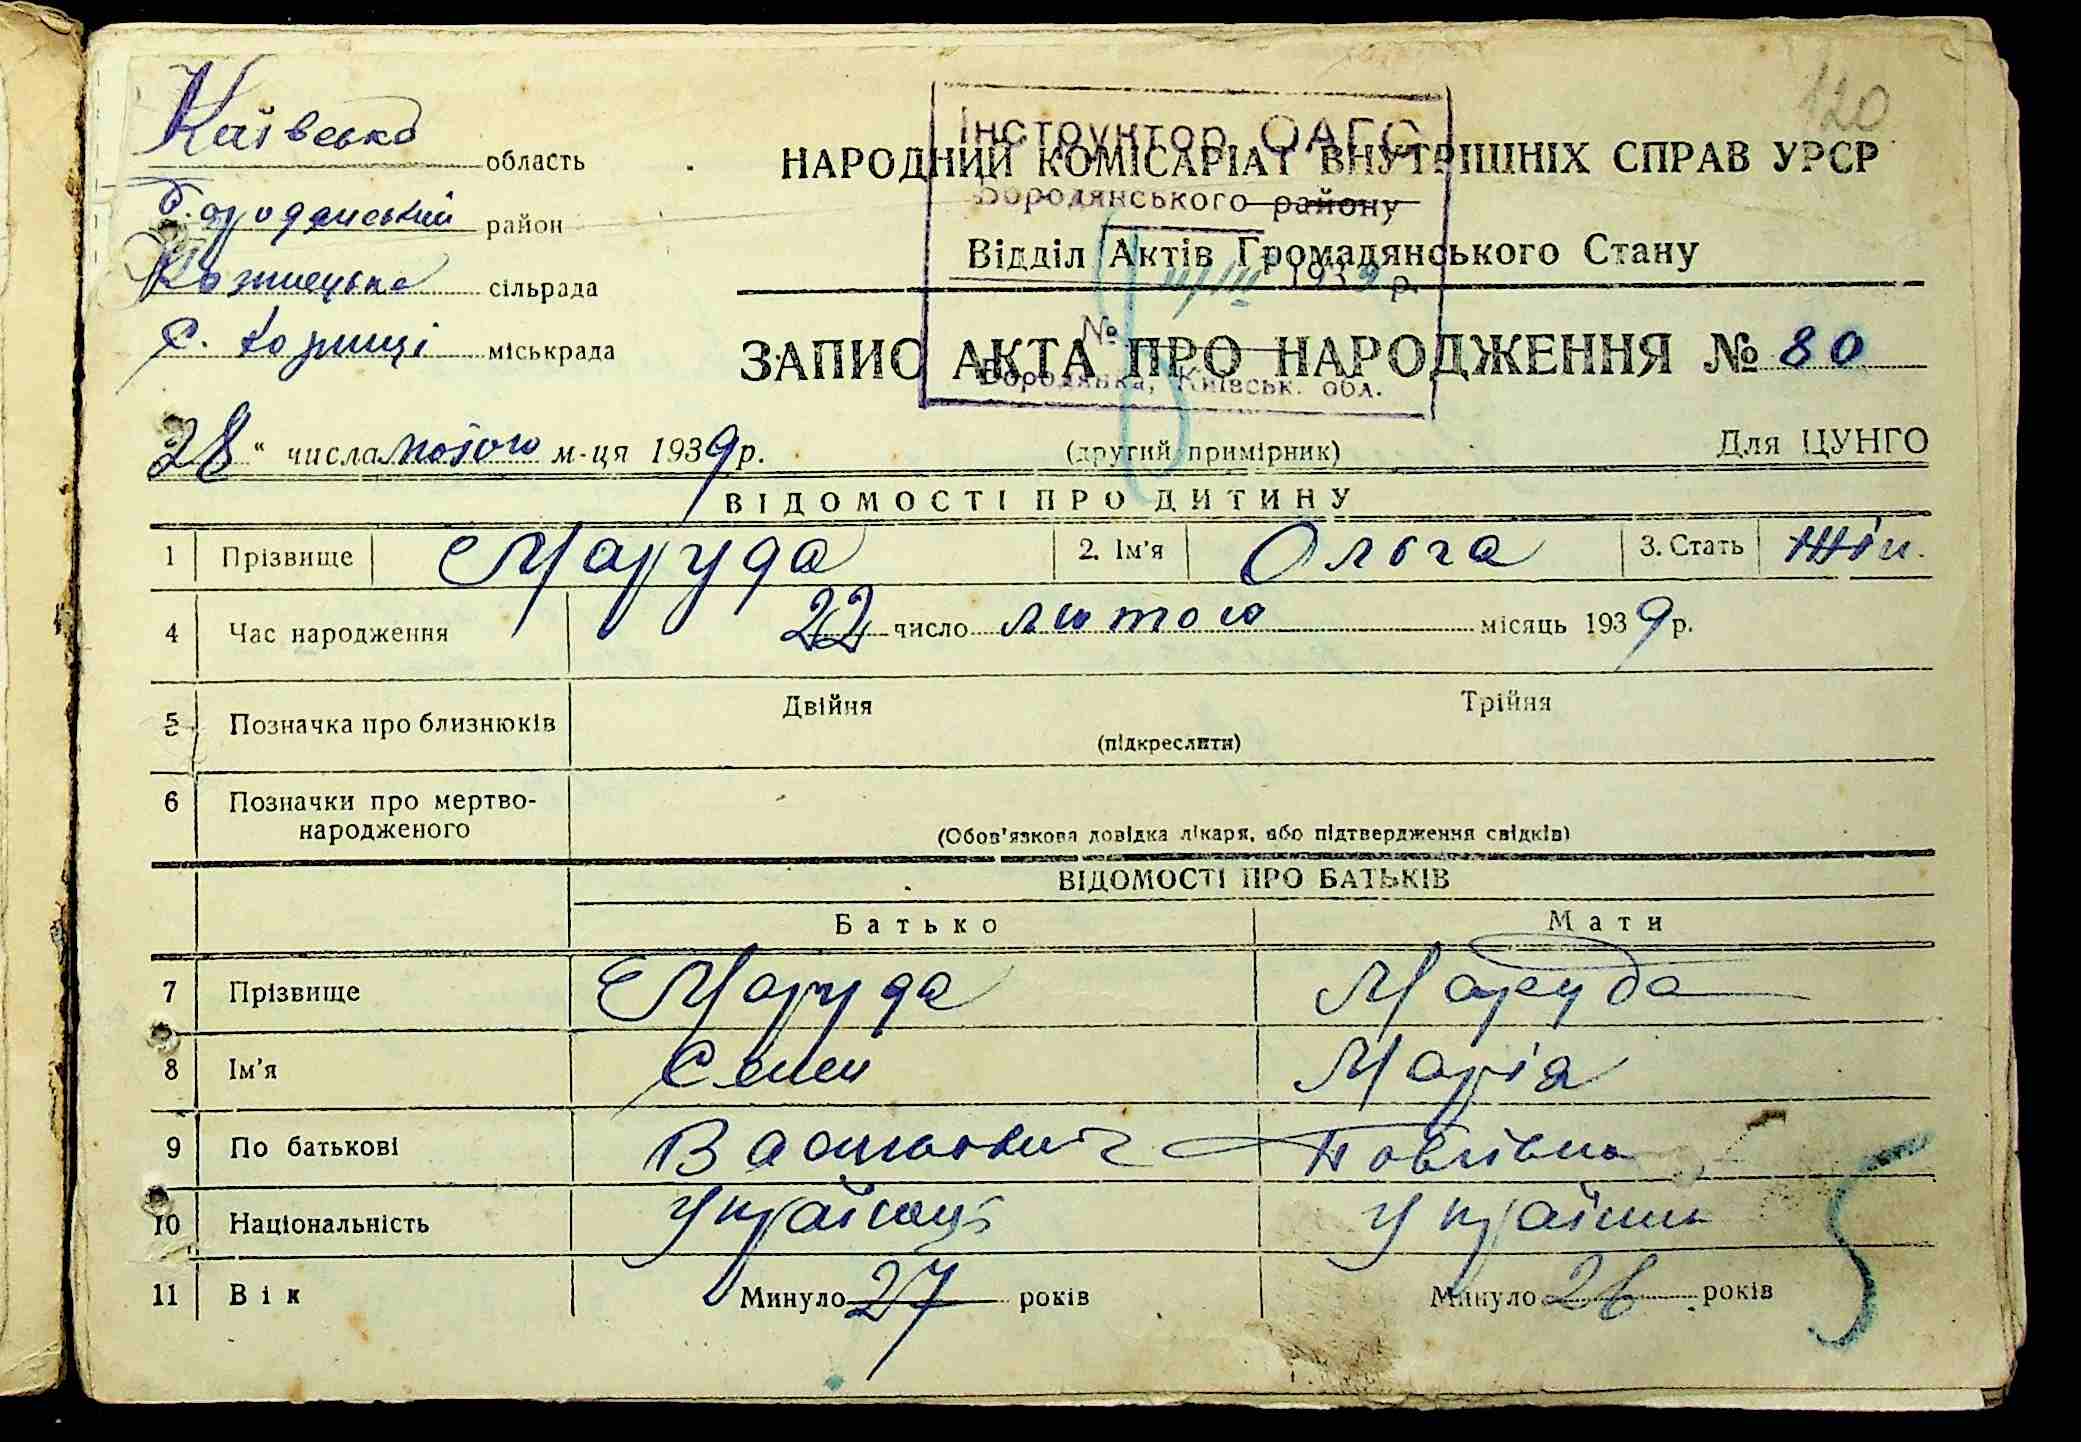 120
Київсько область
Бородянський район
сільрада
с. міськрада
НАРОДНИЙ КОМІСАРІАТ ВНУТРІШНІХ СПРАВ УРСР
Відділ Актів Громадянського Стану
Інструктор ОАГС
Бородянського району
1939 р.
№
Бородянка, Київськ. обл.
ЗАПИС АКТА ПРО НАРОДЖЕННЯ № 80
28 " числа лютого м-ця 1939 р.
(другий примірник)
Для ЦУНГО
ВІДОМОСТІ ПРО ДИТИНУ
1 Прізвище Маруда 2. Ім'я Ольга 3. Стать жін.
4 Час народження 22 число лютого місяць 1939 р.
5 Позначка про близнюків Двійня Трійня
(підкреслити)
6 Позначки про мертво-
народженого
(Обов'язкова довідка лікаря, або підтвердження свідків)
ВІДОМОСТІ ПРО БАТЬКІВ
Батько Мати
7 Прізвище Маруда Маруда
8 Ім'я Семен Марія
9 По батькові Васильович Павлівна
10 Національність Українець Українка
11 Вік Минуло 27 років Минуло 26 років